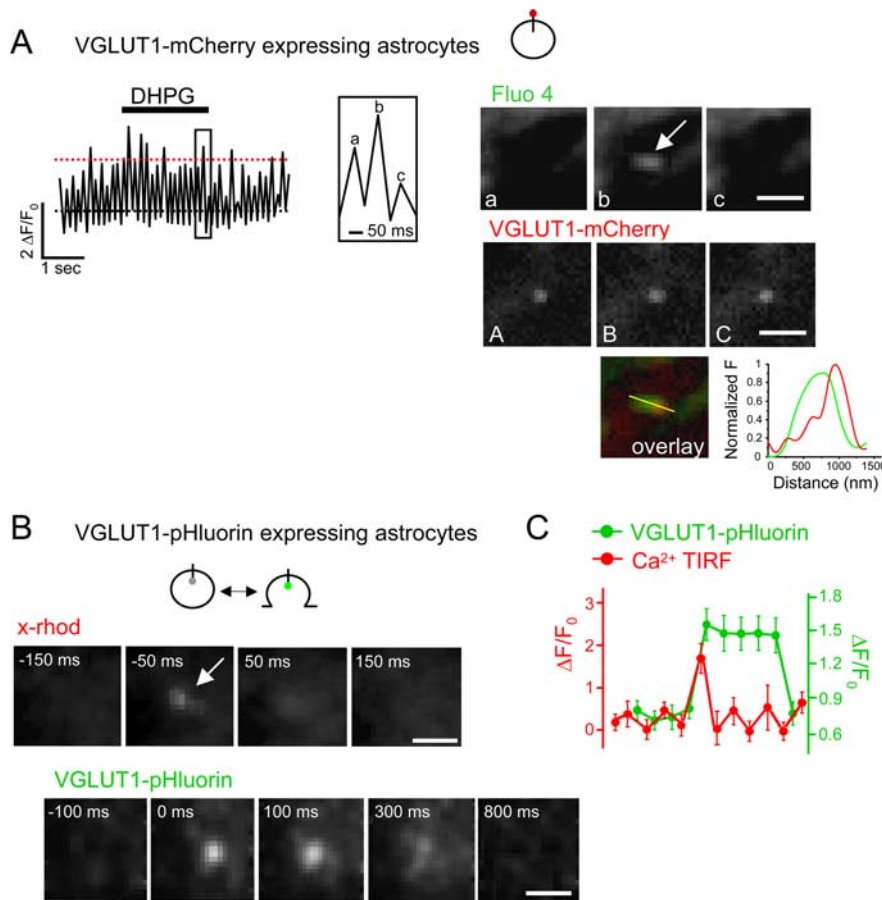 A
VGLUT1-mCherry expressing astrocytes
DHPG
2 ΔF/F₀
1 sec
a
b
c
50 ms
Fluo 4
a
b
c
VGLUT1-mCherry
A
B
C
overlay
Normalized F
1
0.8
0.6
0.4
0.2
0
0
500
1000
1500
Distance (nm)
B
VGLUT1-pHluorin expressing astrocytes
x-rhod
-150 ms
-50 ms
50 ms
150 ms
VGLUT1-pHluorin
-100 ms
0 ms
100 ms
300 ms
800 ms
C
VGLUT1-pHluorin
Ca²⁺ TIRF
ΔF/F₀
3
2
1
0
1.8
1.5
1.2
0.9
0.6
ΔF/F₀